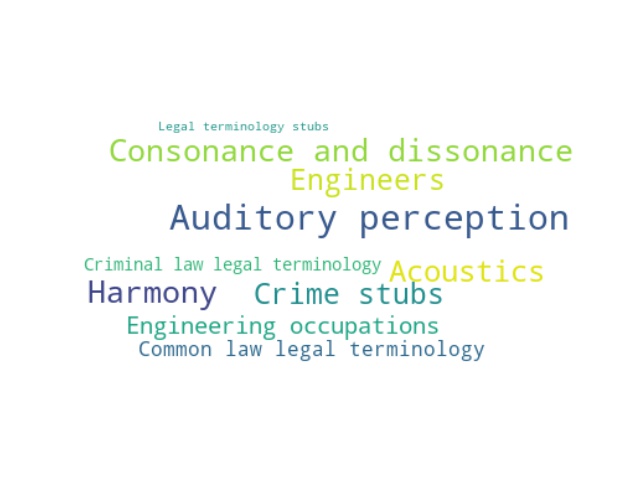 Legal terminology stubs
Consonance and dissonance
Engineers
Auditory perception
Criminal law legal terminology
Acoustics
Harmony
Crime stubs
Engineering occupations
Common law legal terminology